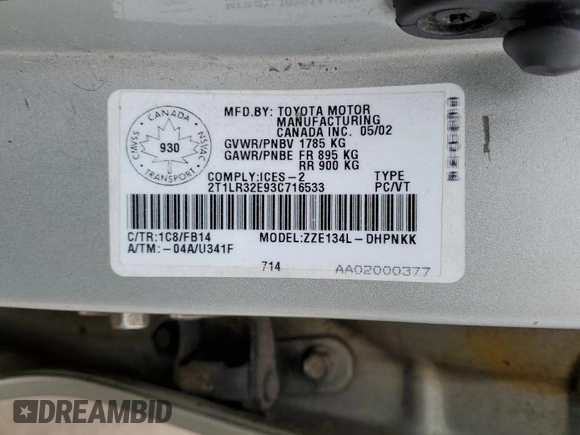 MFD.BY: TOYOTA MOTOR
MANUFACTURING
CANADA INC. 05/02
GVWR/PNBV 1785 KG
GAWR/PNBE FR 895 KG
RR 900 KG
CANADA
CMVSS
930
NSVAC
TRANSPORT
COMPLY:ICES-2 TYPE
2T1LR32E93C716533 PC/VT
C/TR:1C8/FB14 MODEL:ZZE134L-DHPNKK
A/TM:-04A/U341F
714 AA02000377
DREAMBID